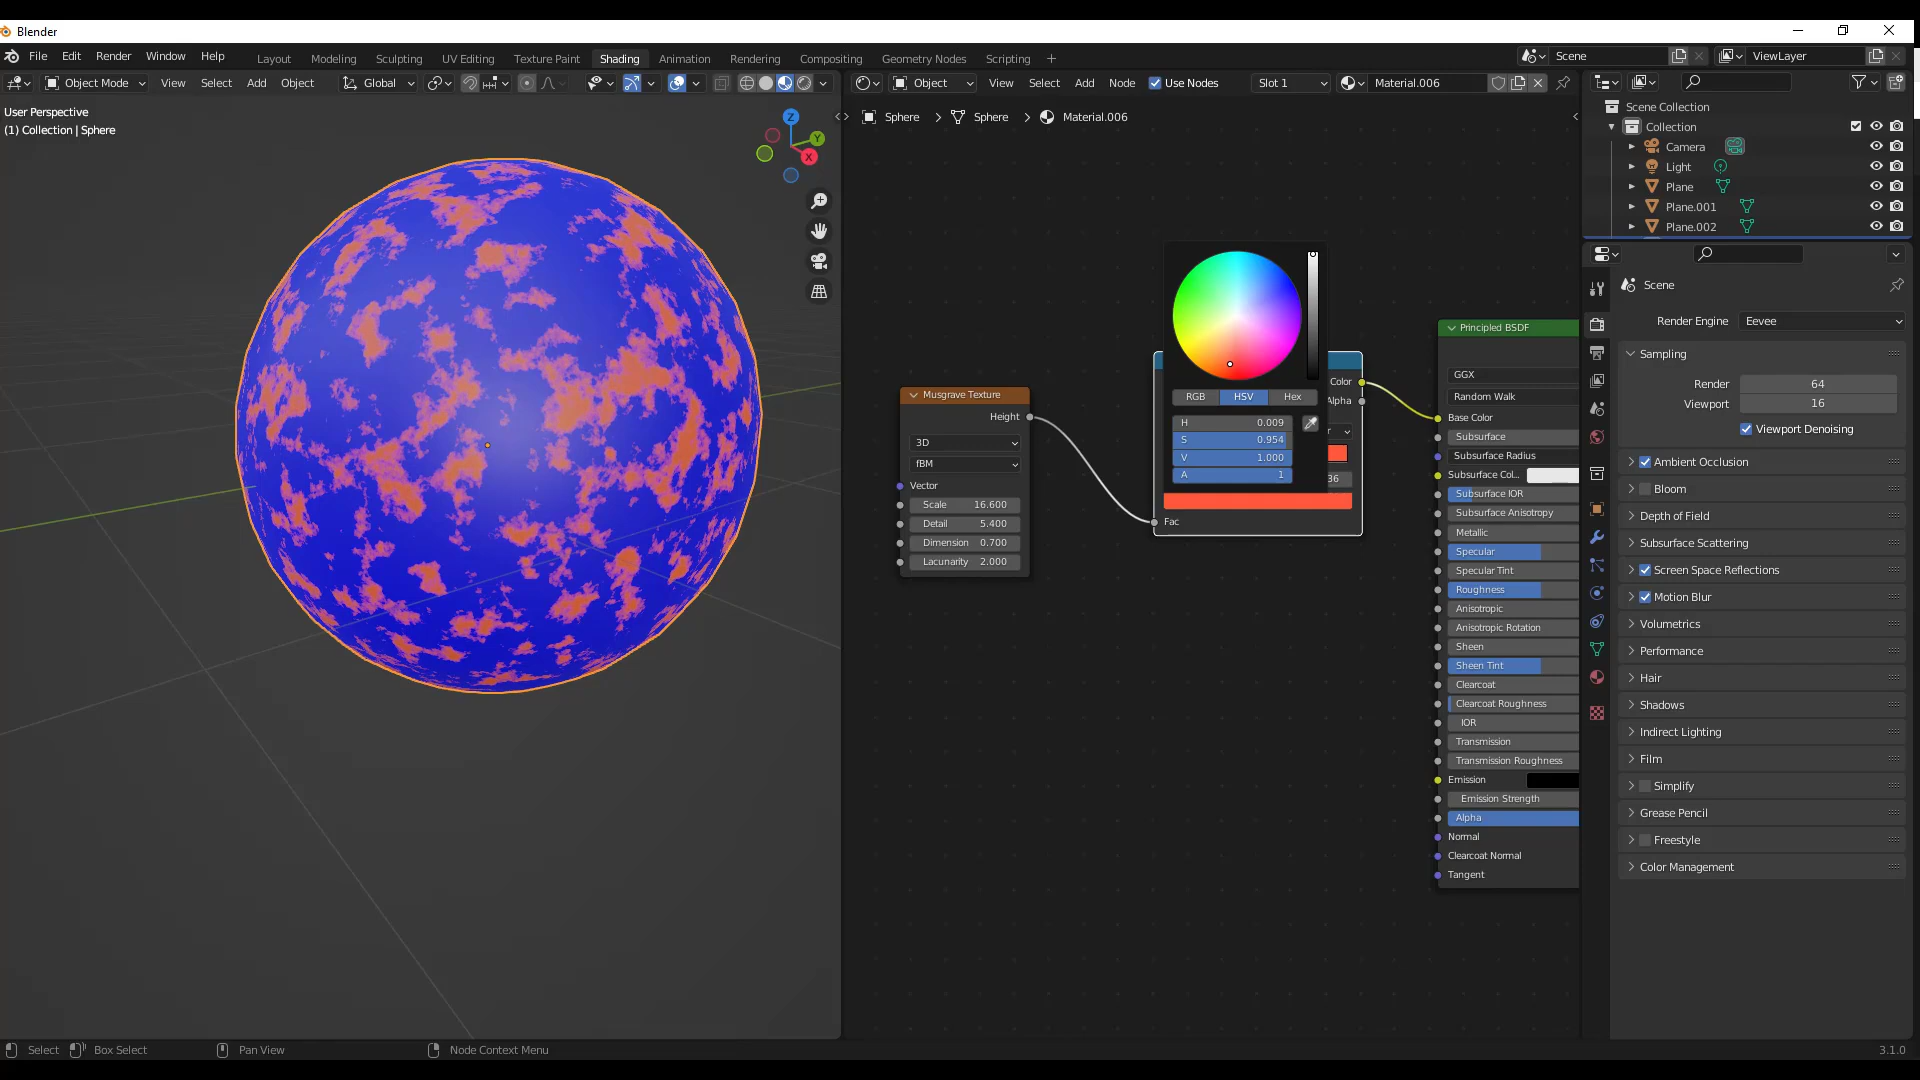 Blender
File Edit Render Window Help Layout Modeling Sculpting UV Editing Texture Paint Shading Animation Rendering Compositing Geometry Nodes Scripting + Scene ViewLayer
Object Mode View Select Add Object Global Object View Select Add Node Use Nodes Slot 1 Material.006
User Perspective
(1) Collection | Sphere
Z
Y
X
Sphere > Sphere > Material.006
Musgrave Texture
Height
3D
fBM
Vector
Scale 16.600
Detail 5.400
Dimension 0.700
Lacunarity 2.000
Color
Alpha
RGB HSV Hex
H 0.009
S 0.954
V 1.000
A 1
r
36
Fac
Principled BSDF
GGX
Random Walk
Base Color
Subsurface
Subsurface Radius
Subsurface Col...
Subsurface IOR
Subsurface Anisotropy
Metallic
Specular
Specular Tint
Roughness
Anisotropic
Anisotropic Rotation
Sheen
Sheen Tint
Clearcoat
Clearcoat Roughness
IOR
Transmission
Transmission Roughness
Emission
Emission Strength
Alpha
Normal
Clearcoat Normal
Tangent
Scene Collection
Collection
Camera
Light
Plane
Plane.001
Plane.002
Scene
Render Engine Eevee
Sampling
Render 64
Viewport 16
Viewport Denoising
Ambient Occlusion
Bloom
Depth of Field
Subsurface Scattering
Screen Space Reflections
Motion Blur
Volumetrics
Performance
Hair
Shadows
Indirect Lighting
Film
Simplify
Grease Pencil
Freestyle
Color Management
Select Box Select Pan View Node Context Menu 3.1.0